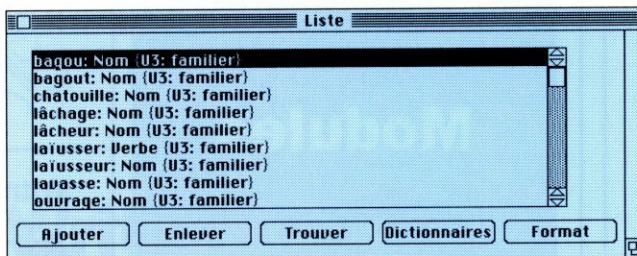 Liste
bagou: Nom {U3: familier}
bagout: Nom {U3: familier}
chatouille: Nom {U3: familier}
lâchage: Nom {U3: familier}
lâcheur: Nom {U3: familier}
laïusser: Verbe {U3: familier}
laïusseur: Nom {U3: familier}
lavasse: Nom {U3: familier}
ouvrage: Nom {U3: familier}
Ajouter Enlever Trouver Dictionnaires Format